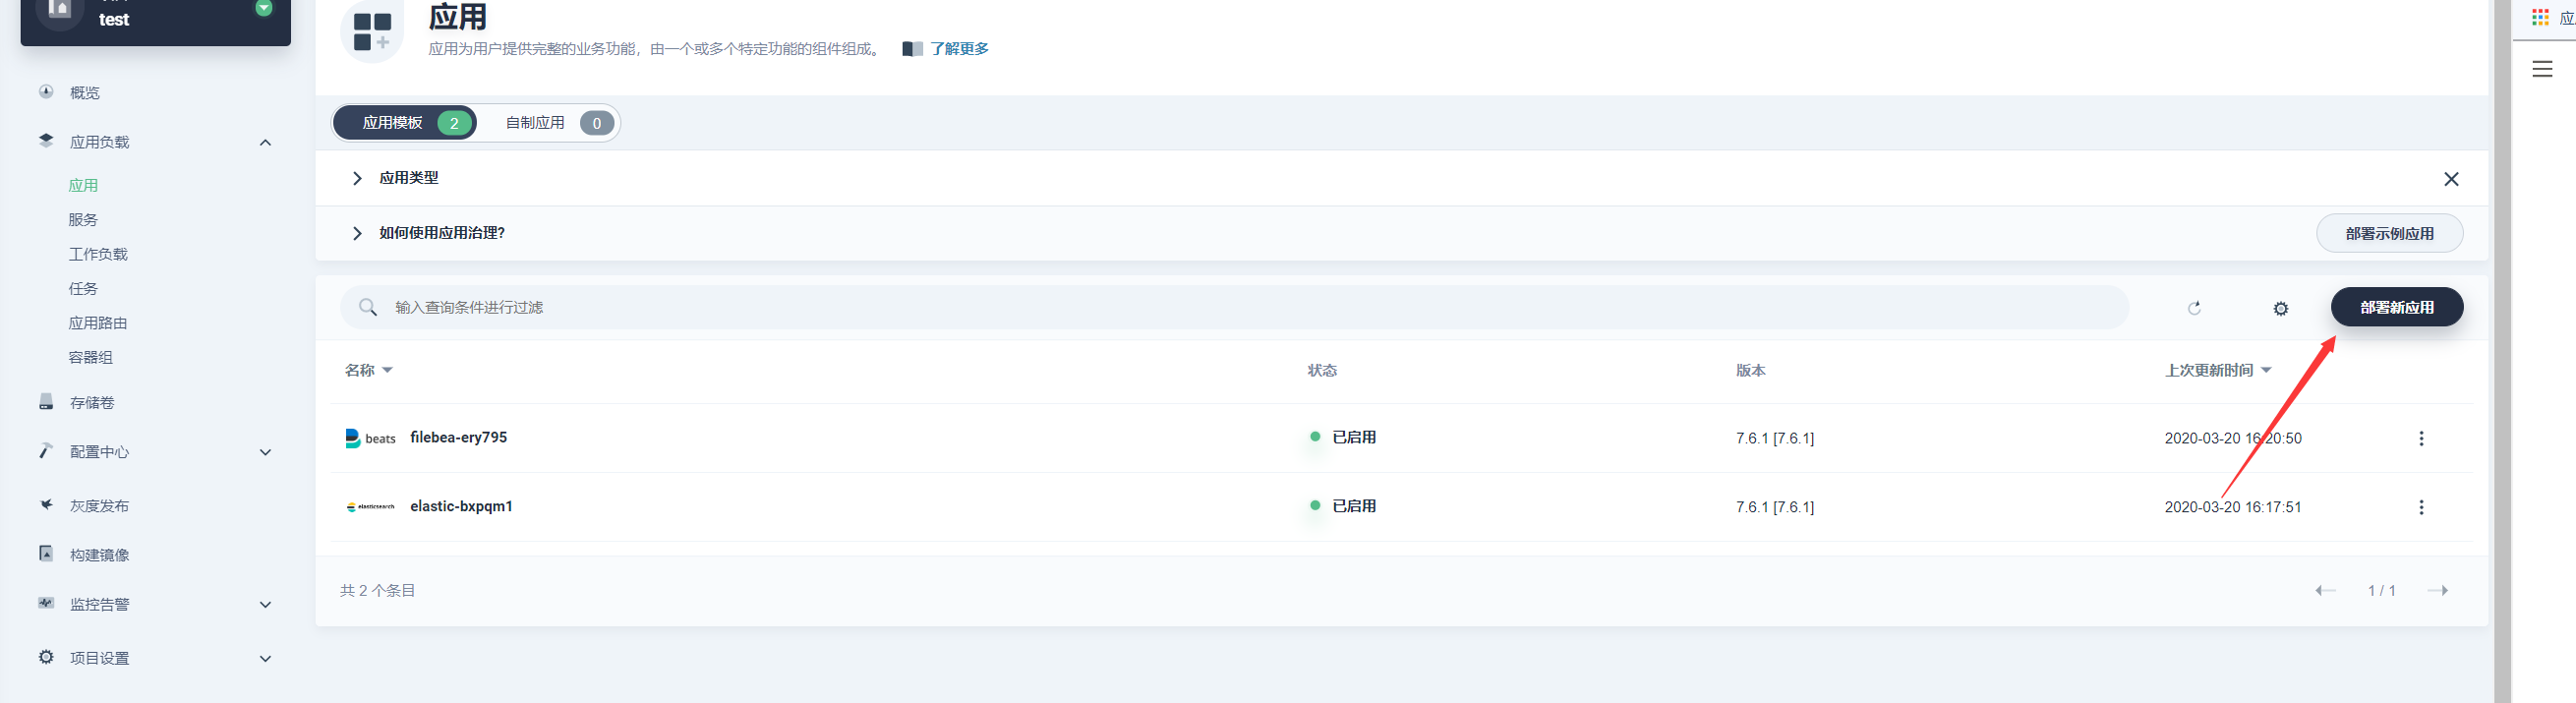 test
应用
应用为用户提供完整的业务功能，由一个或多个特定功能的组件组成。 了解更多
概览
应用负载
应用
服务
工作负载
任务
应用路由
容器组
存储卷
配置中心
灰度发布
构建镜像
监控告警
项目设置
应用模板 2 自制应用 0
应用类型
如何使用应用治理? 部署示例应用
输入查询条件进行过滤 部署新应用
名称 状态 版本 上次更新时间
beats filebea-ery795 已启用 7.6.1 [7.6.1] 2020-03-20 16:20:50
elasticsearch elastic-bxpqm1 已启用 7.6.1 [7.6.1] 2020-03-20 16:17:51
共 2 个条目 1 / 1